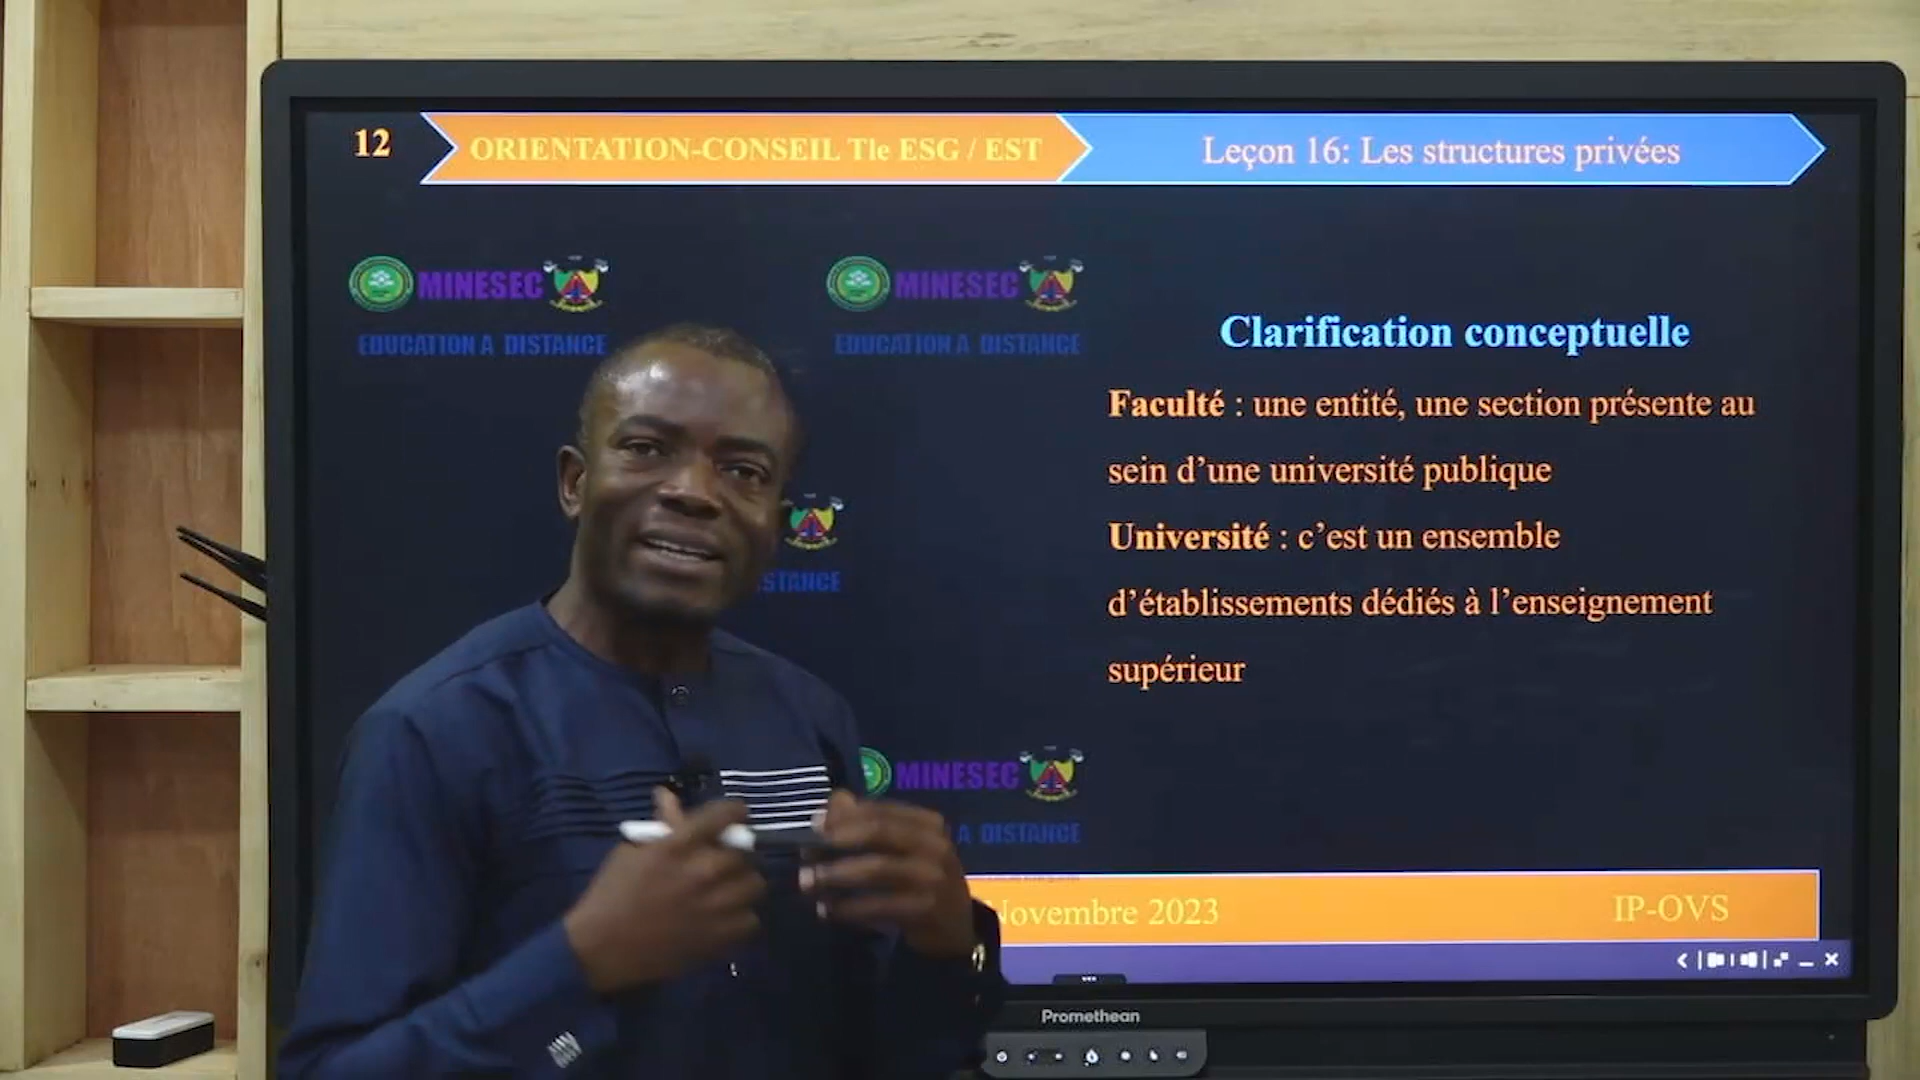 12
ORIENTATION-CONSEIL Tle ESG / EST
Leçon 16: Les structures privées
MINESEC
EDUCATION A DISTANCE
MINESEC
EDUCATION A DISTANCE
Clarification conceptuelle
Faculté : une entité, une section présente au
sein d’une université publique
Université : c’est un ensemble
d’établissements dédiés à l’enseignement
supérieur
STANCE
MINESEC
A DISTANCE
Novembre 2023
IP-OVS
Promethean